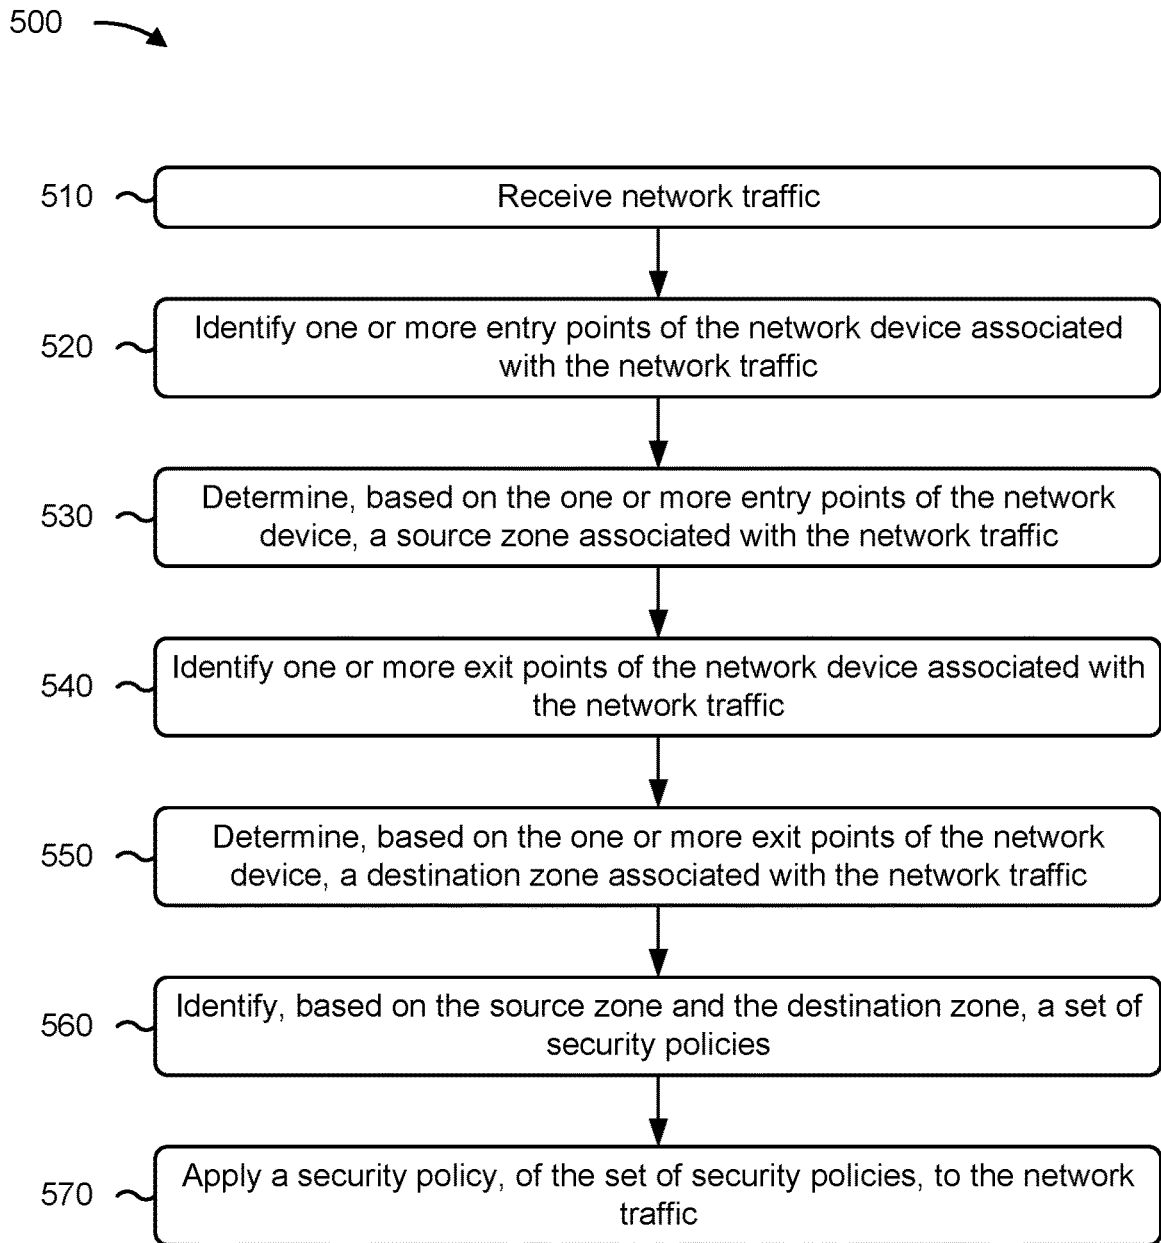 500
510
Receive network traffic
520
Identify one or more entry points of the network device associated
with the network traffic
530
Determine, based on the one or more entry points of the network
device, a source zone associated with the network traffic
540
Identify one or more exit points of the network device associated with
the network traffic
550
Determine, based on the one or more exit points of the network
device, a destination zone associated with the network traffic
560
Identify, based on the source zone and the destination zone, a set of
security policies
570
Apply a security policy, of the set of security policies, to the network
traffic